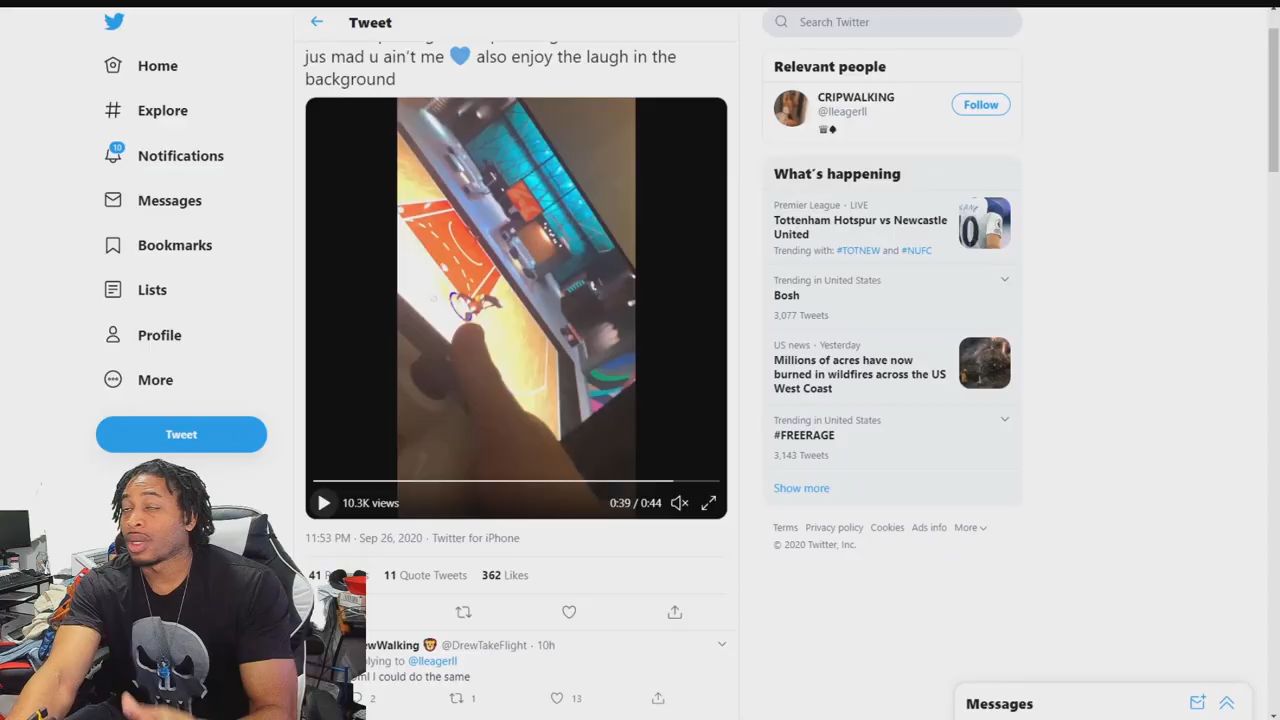 Tweet
Search Twitter
Home
Explore
10
Notifications
Messages
Bookmarks
Lists
Profile
More
Tweet
jus mad u ain't me 💙 also enjoy the laugh in the
background
10.3K views
0:39 / 0:44
11:53 PM · Sep 26, 2020 · Twitter for iPhone
41
11 Quote Tweets
362 Likes
ewWalking 🦁 @DrewTakeFlight · 10h
lying to @lleagerll
ml I could do the same
2
1
13
Relevant people
CRIPWALKING
@lleagerll
Follow
What's happening
Premier League · LIVE
Tottenham Hotspur vs Newcastle
United
Trending with: #TOTNEW and #NUFC
Trending in United States
Bosh
3,077 Tweets
US news · Yesterday
Millions of acres have now
burned in wildfires across the US
West Coast
Trending in United States
#FREERAGE
3,143 Tweets
Show more
Terms Privacy policy Cookies Ads info More
© 2020 Twitter, Inc.
Messages